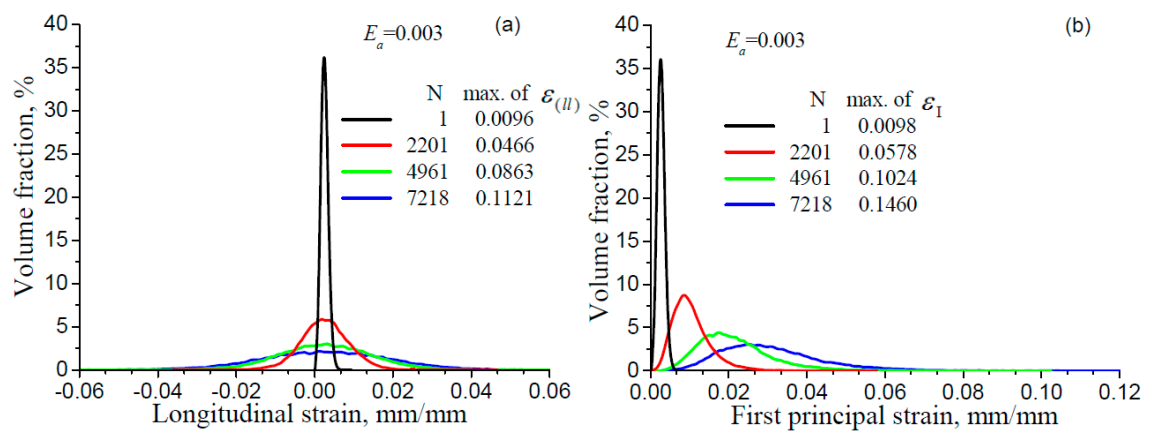 (a)
E_a=0.003
N max. of ε_(ll)
1 0.0096
2201 0.0466
4961 0.0863
7218 0.1121
Volume fraction, %
40
35
30
25
20
15
10
5
0
-0.06 -0.04 -0.02 0.00 0.02 0.04 0.06
Longitudinal strain, mm/mm
(b)
E_a=0.003
N max. of ε_I
1 0.0098
2201 0.0578
4961 0.1024
7218 0.1460
Volume fraction, %
40
35
30
25
20
15
10
5
0
0.00 0.02 0.04 0.06 0.08 0.10 0.12
First principal strain, mm/mm